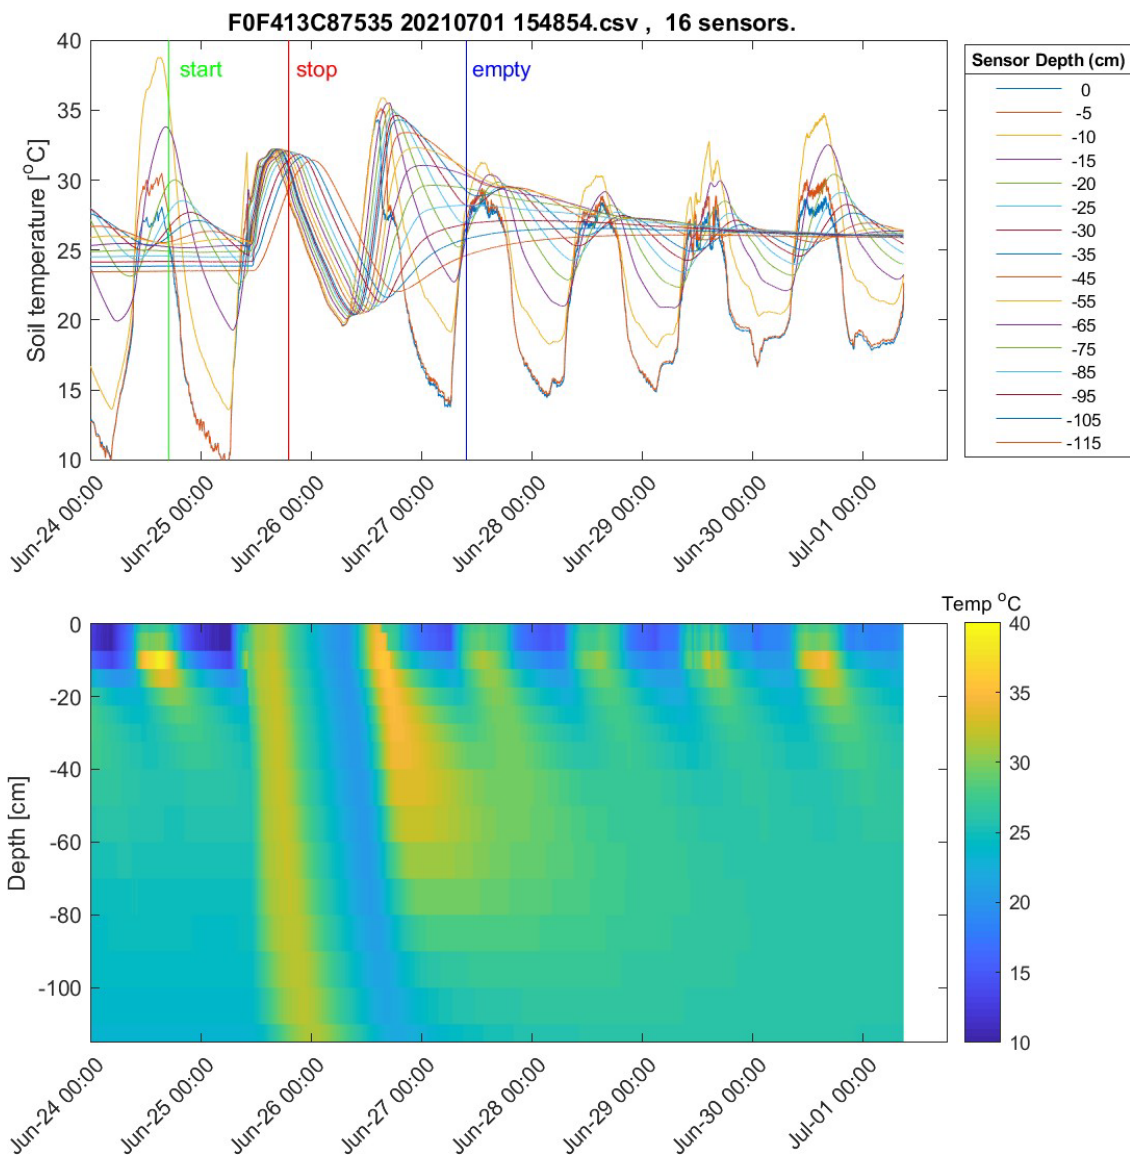 F0F413C87535 20210701 154854.csv , 16 sensors.
40
35
30
25
20
15
10
Soil temperature [°C]
start
stop
empty
Jun-24 00:00
Jun-25 00:00
Jun-26 00:00
Jun-27 00:00
Jun-28 00:00
Jun-29 00:00
Jun-30 00:00
Jul-01 00:00
Sensor Depth (cm)
0
-5
-10
-15
-20
-25
-30
-35
-45
-55
-65
-75
-85
-95
-105
-115
0
-20
-40
-60
-80
-100
Depth [cm]
Jun-24 00:00
Jun-25 00:00
Jun-26 00:00
Jun-27 00:00
Jun-28 00:00
Jun-29 00:00
Jun-30 00:00
Jul-01 00:00
Temp °C
40
35
30
25
20
15
10